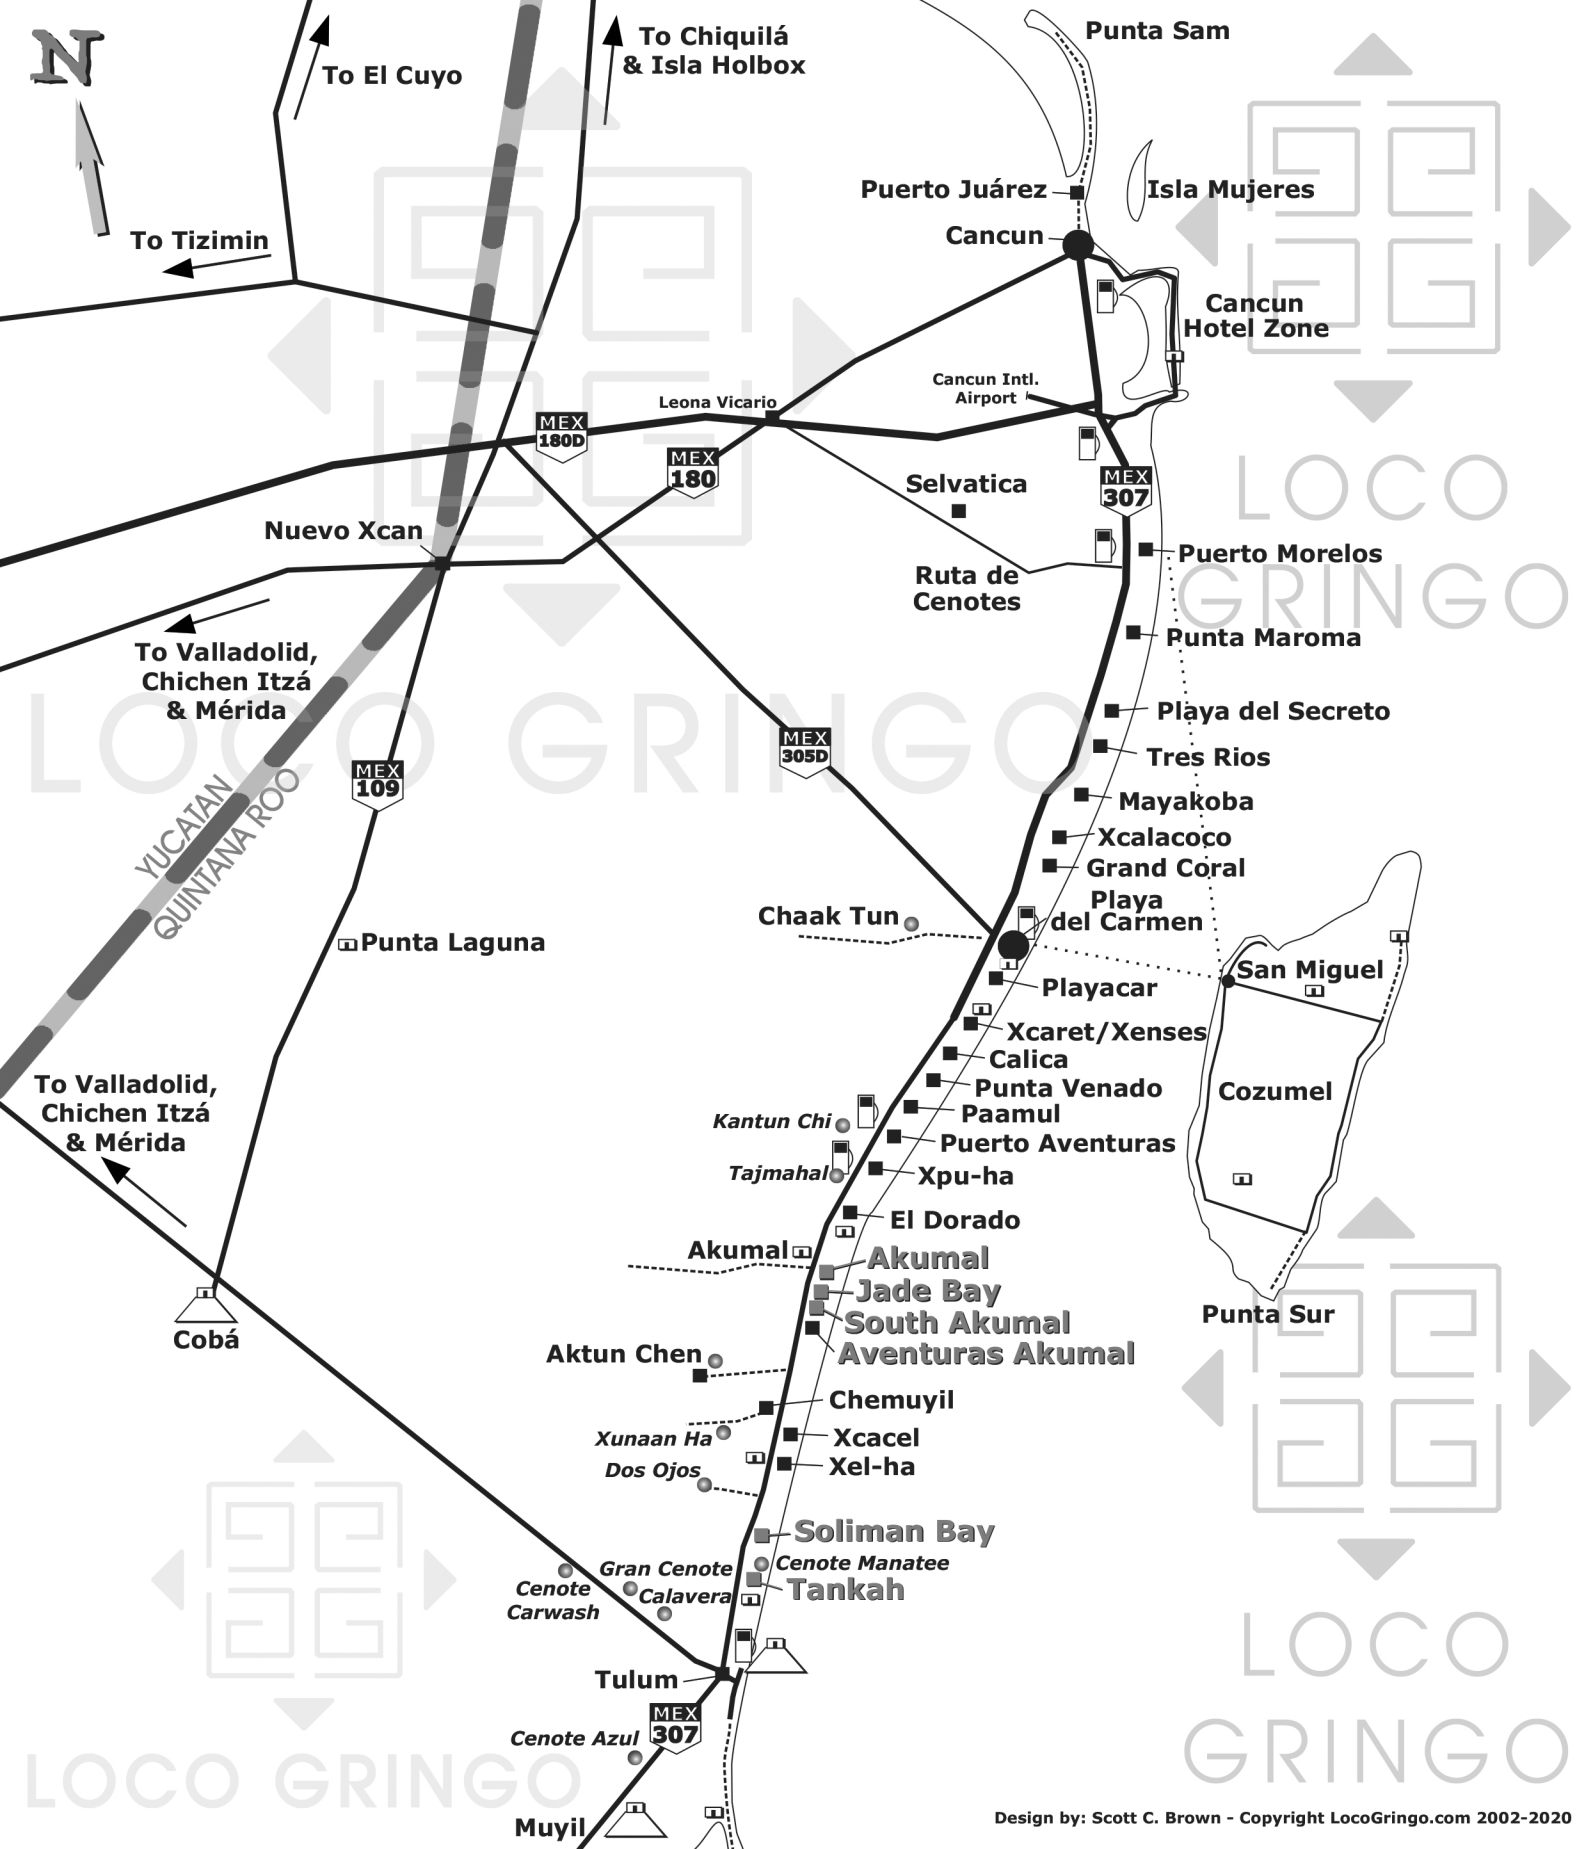 N
To El Cuyo
To Chiquilá
& Isla Holbox
Punta Sam
To Tizimin
Puerto Juárez
Isla Mujeres
Cancun
Cancun
Hotel Zone
Cancun Intl.
Airport
Leona Vicario
MEX
180D
MEX
180
MEX
307
Selvatica
Nuevo Xcan
Ruta de
Cenotes
Puerto Morelos
LOCO
GRINGO
To Valladolid,
Chichen Itzá
& Mérida
Punta Maroma
LOCO GRINGO
Playa del Secreto
MEX
305D
Tres Rios
MEX
109
YUCATAN
QUINTANA ROO
Mayakoba
Xcalacoco
Grand Coral
Playa
del Carmen
Chaak Tun
Punta Laguna
San Miguel
Playacar
Xcaret/Xenses
Calica
To Valladolid,
Chichen Itzá
& Mérida
Punta Venado
Cozumel
Paamul
Kantun Chi
Puerto Aventuras
Tajmahal
Xpu-ha
El Dorado
Akumal
Akumal
Jade Bay
South Akumal
Aventuras Akumal
Punta Sur
Cobá
Aktun Chen
Chemuyil
Xunaan Ha
Xcacel
Dos Ojos
Xel-ha
Soliman Bay
Cenote Manatee
Gran Cenote
Cenote
Carwash
Calavera
Tankah
Tulum
LOCO
GRINGO
MEX
307
Cenote Azul
LOCO GRINGO
Muyil
Design by: Scott C. Brown - Copyright LocoGringo.com 2002-2020